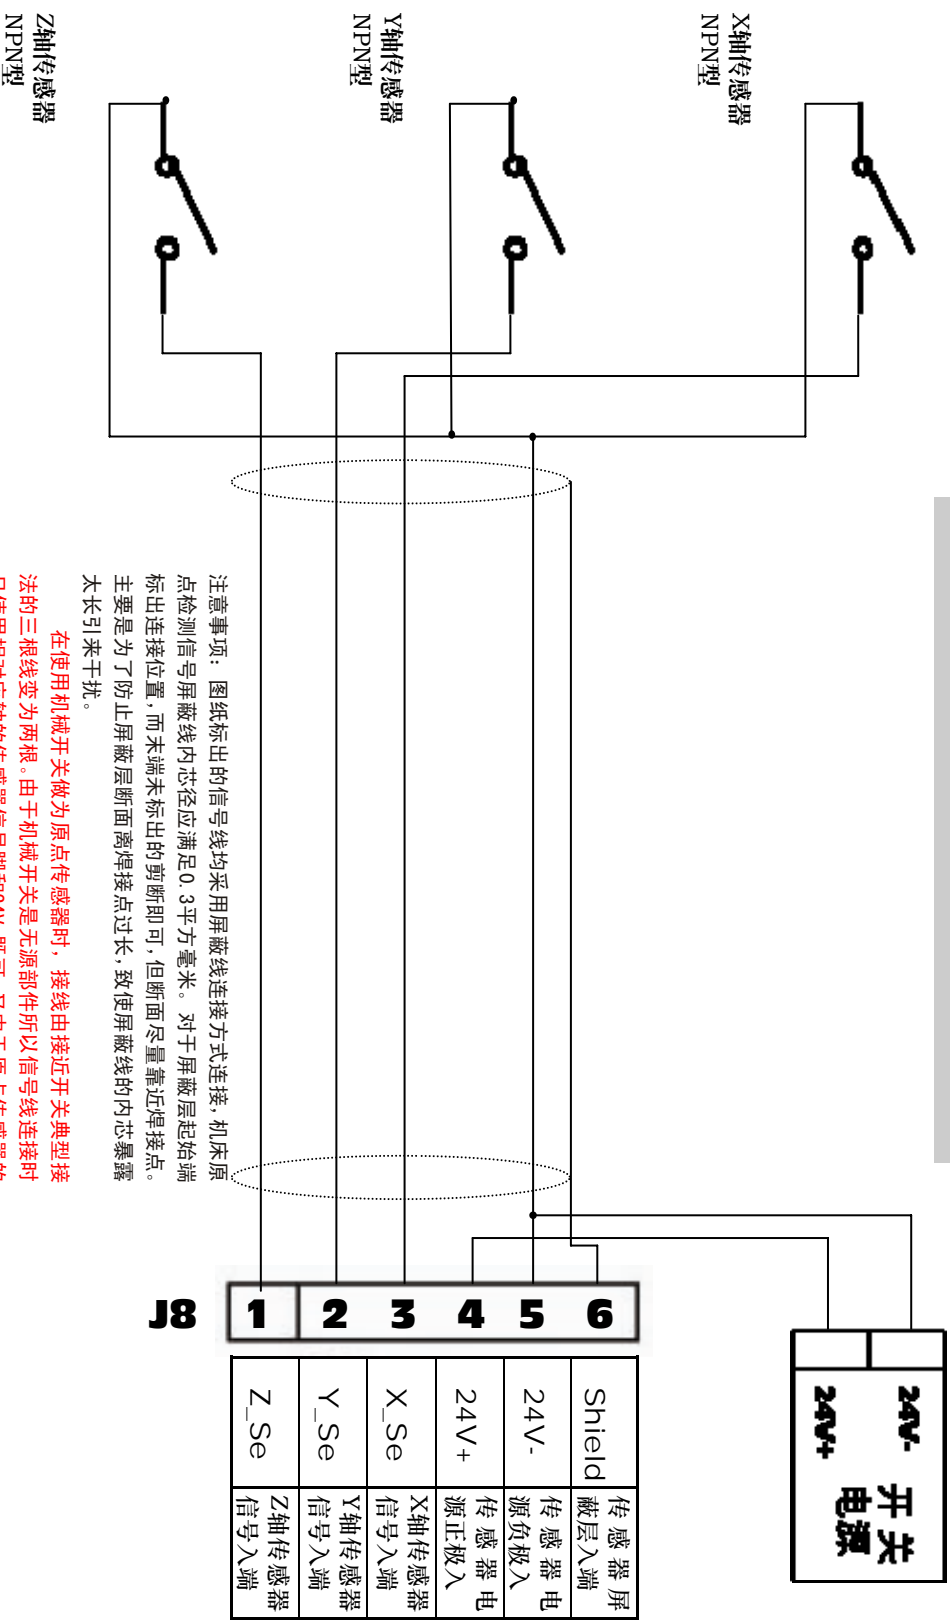 X轴传感器
NPN型
Y轴传感器
NPN型
Z轴传感器
NPN型
注意事项：图纸标出的信号线均采用屏蔽线连接方式连接，机床原
点检测信号屏蔽线内芯径应满足0.3平方毫米。对于屏蔽层起始端
标出连接位置，而末端未标出的剪断即可，但断面尽量靠近焊接点。
主要是为了防止屏蔽层断面离焊接点过长，致使屏蔽线的内芯暴露
太长引来干扰。
在使用机械开关做为原点传感器时，接线由接近开关典型接
法的三根线变为两根。由于机械开关是无源部件所以信号线连接时
24V-
24V+
开关
电源
6
5
4
3
2
1
J8
Shield
传感器屏
蔽层入端
24V-
传感器电
源负极入
24V+
传感器电
源正极入
X_Se
X轴传感器
信号入端
Y_Se
Y轴传感器
信号入端
Z_Se
Z轴传感器
信号入端